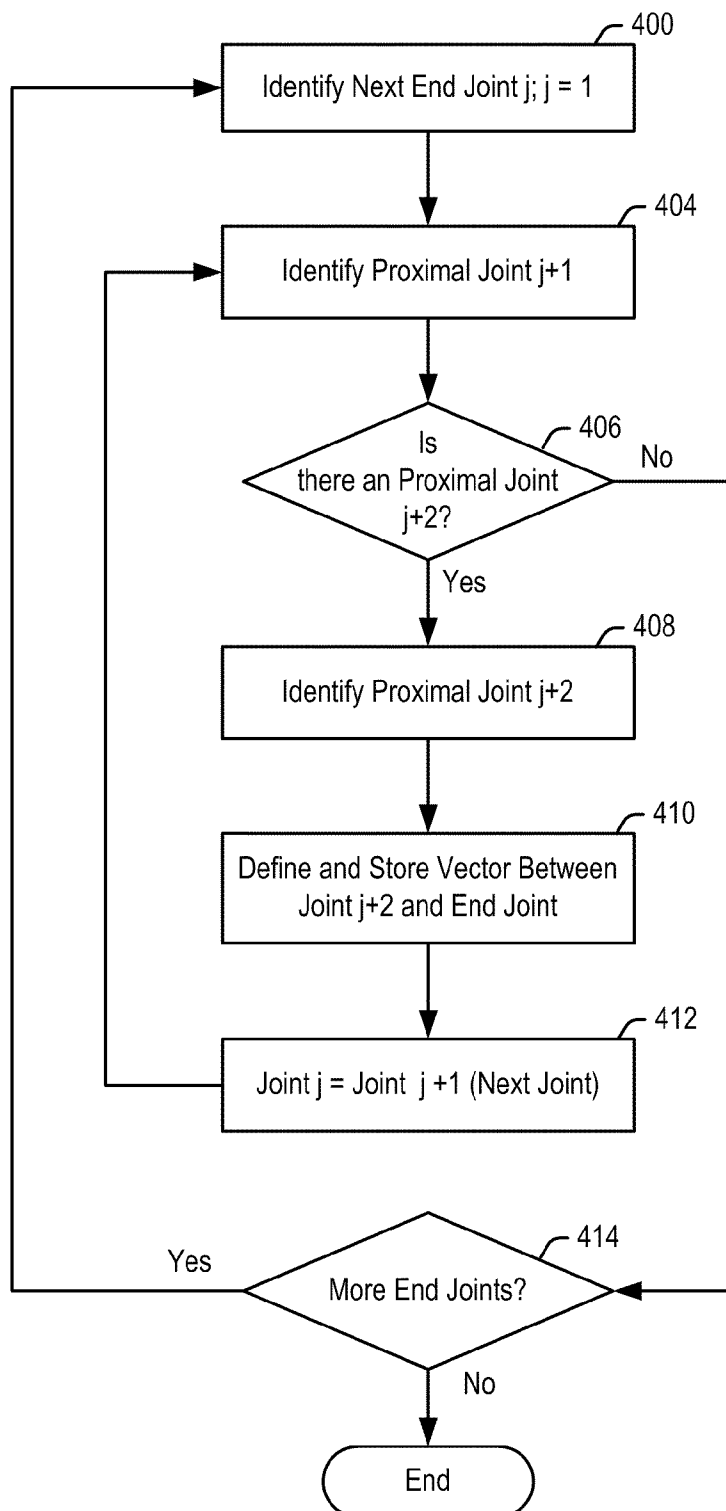 400
Identify Next End Joint j; j = 1
404
Identify Proximal Joint j+1
406
Is
there an Proximal Joint
j+2?
No
Yes
408
Identify Proximal Joint j+2
410
Define and Store Vector Between
Joint j+2 and End Joint
412
Joint j = Joint j +1 (Next Joint)
414
Yes
More End Joints?
No
End